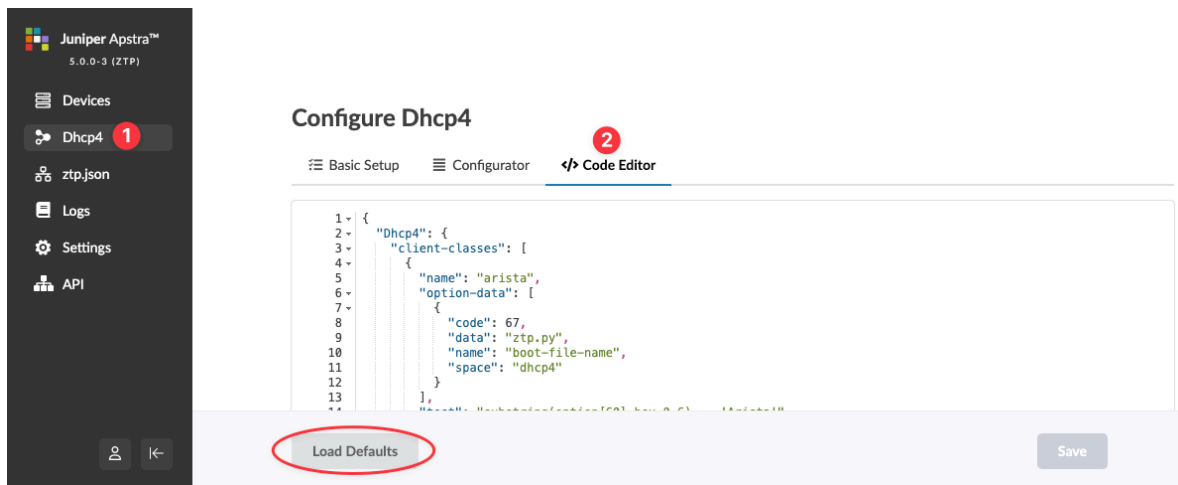 Juniper Apstra™
5.0.0-3 (ZTP)
Devices
Dhcp4 1
ztp.json
Logs
Settings
API
Configure Dhcp4
2
Basic Setup Configurator </> Code Editor
1 {
2 "Dhcp4": {
3 "client-classes": [
4 {
5 "name": "arista",
6 "option-data": [
7 {
8 "code": 67,
9 "data": "ztp.py",
10 "name": "boot-file-name",
11 "space": "dhcp4"
12 }
13 ],
Load Defaults Save